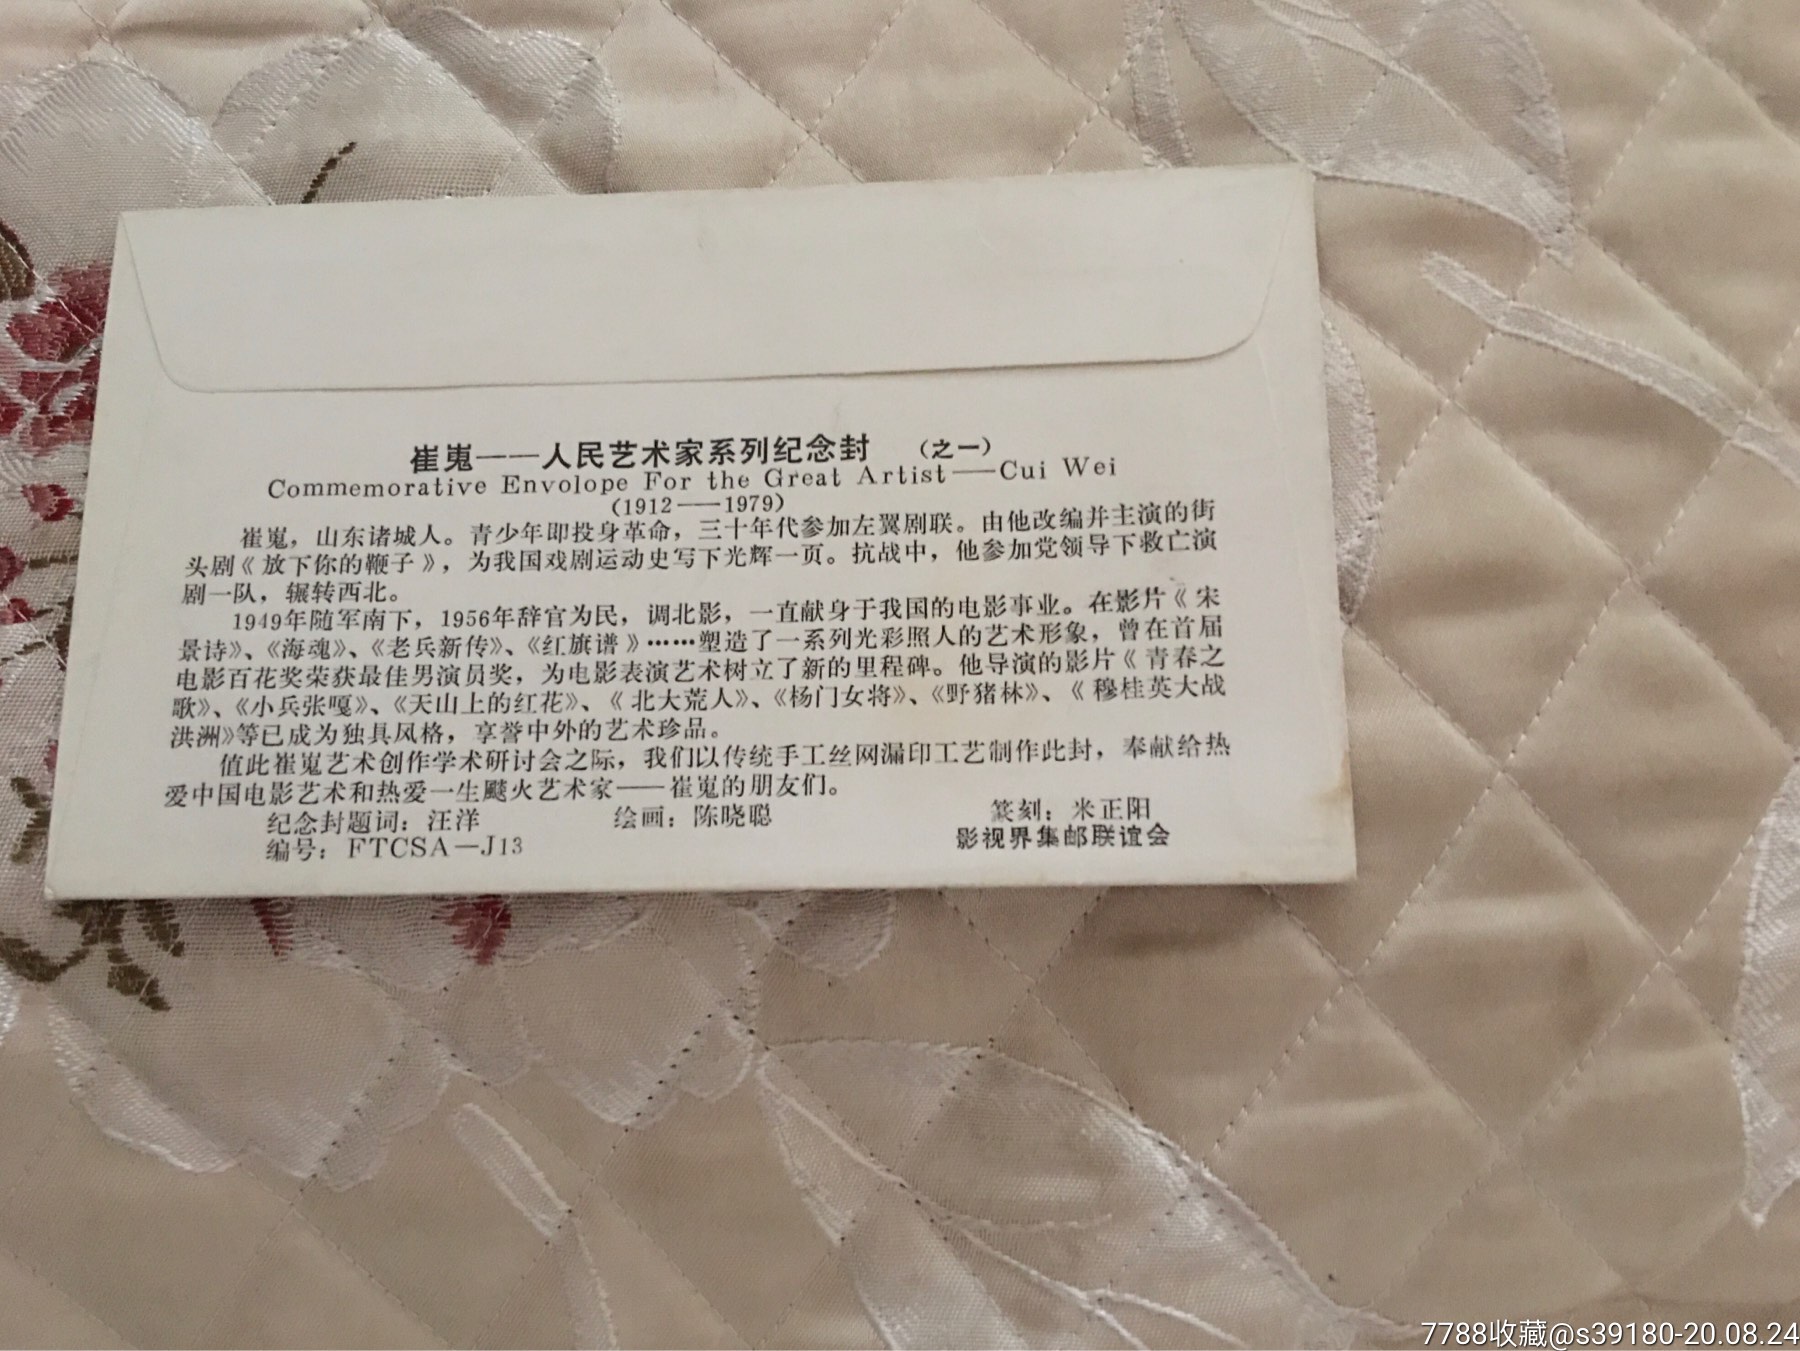 崔嵬——人民艺术家系列纪念封 （之一）
Commemorative Envolope For the Great Artist——Cui Wei
（1912——1979）
崔嵬，山东诸城人。青少年即投身革命，三十年代参加左翼剧联。由他改编并主演的街
头剧《放下你的鞭子》，为我国戏剧运动史写下光辉一页。抗战中，他参加党领导下救亡演
剧一队，辗转西北。
1949年随军南下，1956年辞官为民，调北影，一直献身于我国的电影事业。在影片《宋
景诗》、《海魂》、《老兵新传》、《红旗谱》……塑造了一系列光彩照人的艺术形象，曾在首届
电影百花奖荣获最佳男演员奖，为电影表演艺术树立了新的里程碑。他导演的影片《青春之
歌》、《小兵张嘎》、《天山上的红花》、《北大荒人》、《杨门女将》、《野猪林》、《穆桂英大战
洪洲》等已成为独具风格，享誉中外的艺术珍品。
值此崔嵬艺术创作学术研讨会之际，我们以传统手工丝网漏印工艺制作此封，奉献给热
爱中国电影艺术和热爱一生飓火艺术家——崔嵬的朋友们。
纪念封题词：汪洋 绘画：陈晓聪 篆刻：米正阳
编号：FTCSA—J13 影视界集邮联谊会
7788收藏@s39180-20.08.24